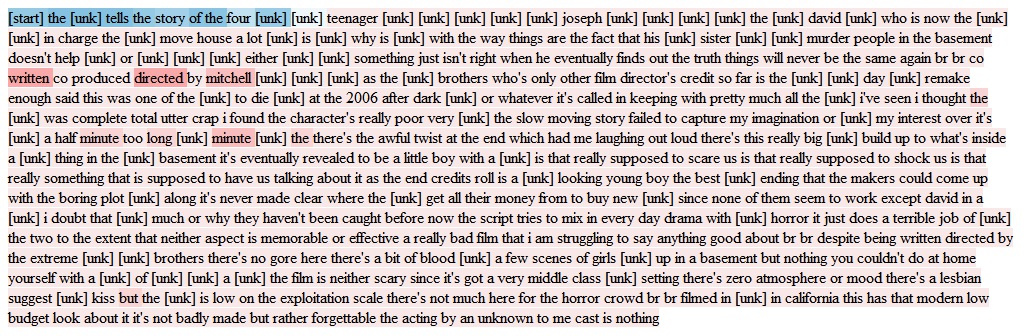 [start] the [unk] tells the story of the four [unk] [unk] teenager [unk] [unk] [unk] [unk] [unk] joseph [unk] [unk] [unk] [unk] the [unk] david [unk] who is now the [unk]
[unk] in charge the [unk] move house a lot [unk] is [unk] why is [unk] with the way things are the fact that his [unk] sister [unk] [unk] murder people in the basement
doesn't help [unk] or [unk] [unk] [unk] either [unk] [unk] something just isn't right when he eventually finds out the truth things will never be the same again br br co
written co produced directed by mitchell [unk] [unk] [unk] [unk] as the [unk] brothers who's only other film director's credit so far is the [unk] [unk] day [unk] remake
enough said this was one of the [unk] to die [unk] at the 2006 after dark [unk] or whatever it's called in keeping with pretty much all the [unk] i've seen i thought the
[unk] was complete total utter crap i found the character's really poor very [unk] the slow moving story failed to capture my imagination or [unk] my interest over it's
[unk] a half minute too long [unk] minute [unk] the there's the awful twist at the end which had me laughing out loud there's this really big [unk] build up to what's inside
a [unk] thing in the [unk] basement it's eventually revealed to be a little boy with a [unk] is that really supposed to scare us is that really supposed to shock us is that
really something that is supposed to have us talking about it as the end credits roll is a [unk] looking young boy the best [unk] ending that the makers could come up
with the boring plot [unk] along it's never made clear where the [unk] get all their money from to buy new [unk] since none of them seem to work except david in a
[unk] i doubt that [unk] much or why they haven't been caught before now the script tries to mix in every day drama with [unk] horror it just does a terrible job of [unk]
the two to the extent that neither aspect is memorable or effective a really bad film that i am struggling to say anything good about br br despite being written directed by
the extreme [unk] [unk] brothers there's no gore here there's a bit of blood [unk] a few scenes of girls [unk] up in a basement but nothing you couldn't do at home
yourself with a [unk] of [unk] [unk] a [unk] the film is neither scary since it's got a very middle class [unk] setting there's zero atmosphere or mood there's a lesbian
suggest [unk] kiss but the [unk] is low on the exploitation scale there's not much here for the horror crowd br br filmed in [unk] in california this has that modern low
budget look about it it's not badly made but rather forgettable the acting by an unknown to me cast is nothing